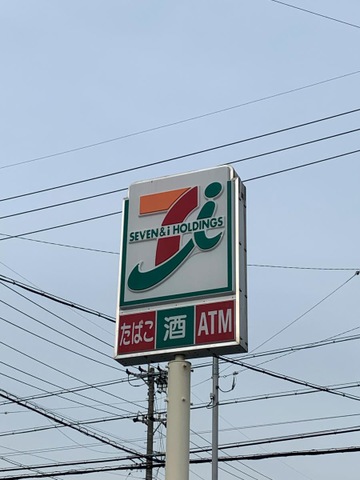 SEVEN&i HOLDINGS
たばこ 酒 ATM